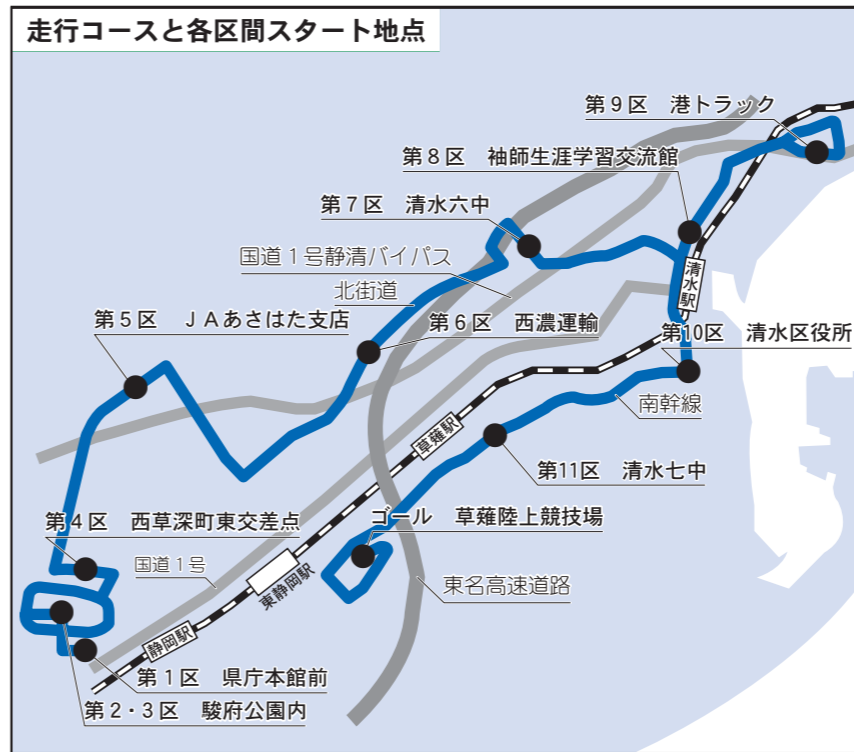 走行コースと各区間スタート地点
第９区　港トラック
第８区　袖師生涯学習交流館
第７区　清水六中
国道１号静清バイパス
北街道
清水駅
第５区　ＪＡあさはた支店
第６区　西濃運輸
第10区　清水区役所
南幹線
草薙駅
第11区　清水七中
第４区　西草深町東交差点
ゴール　草薙陸上競技場
国道１号
東静岡駅
東名高速道路
静岡駅
第１区　県庁本館前
第２・３区　駿府公園内